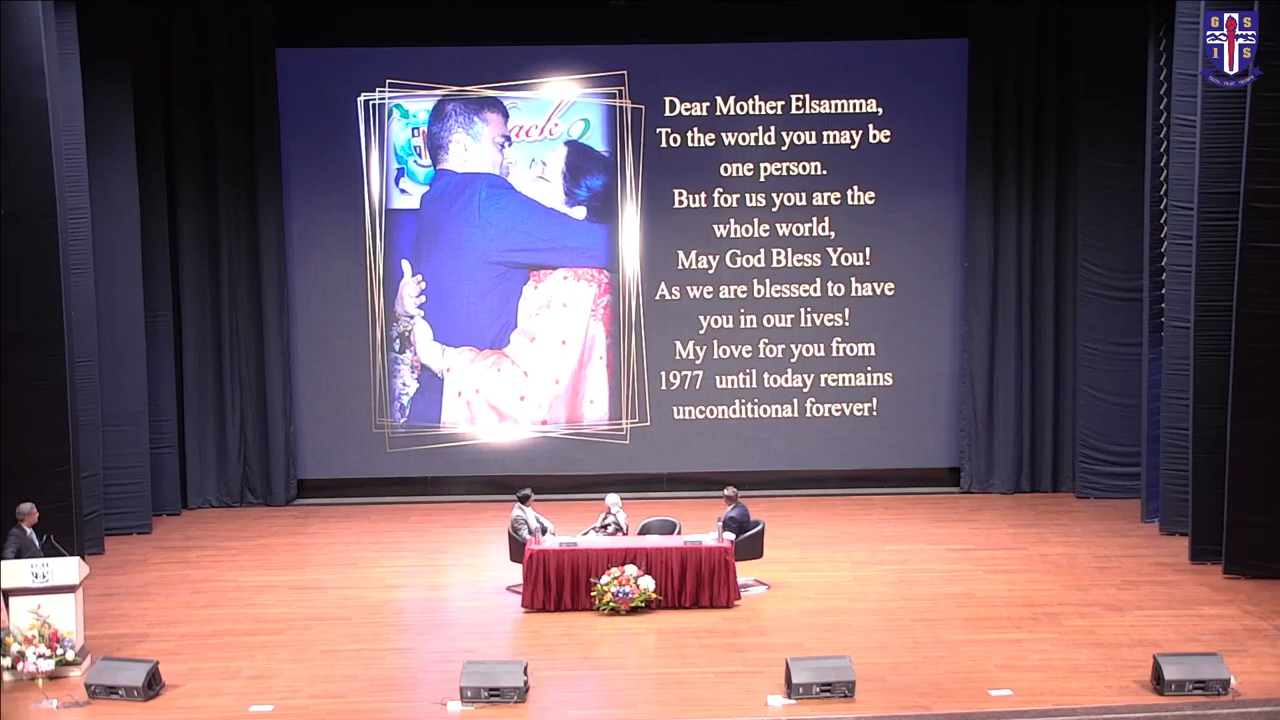 G S
I S
ack
Dear Mother Elsamma,
To the world you may be
one person.
But for us you are the
whole world,
May God Bless You!
As we are blessed to have
you in our lives!
My love for you from
1977 until today remains
unconditional forever!